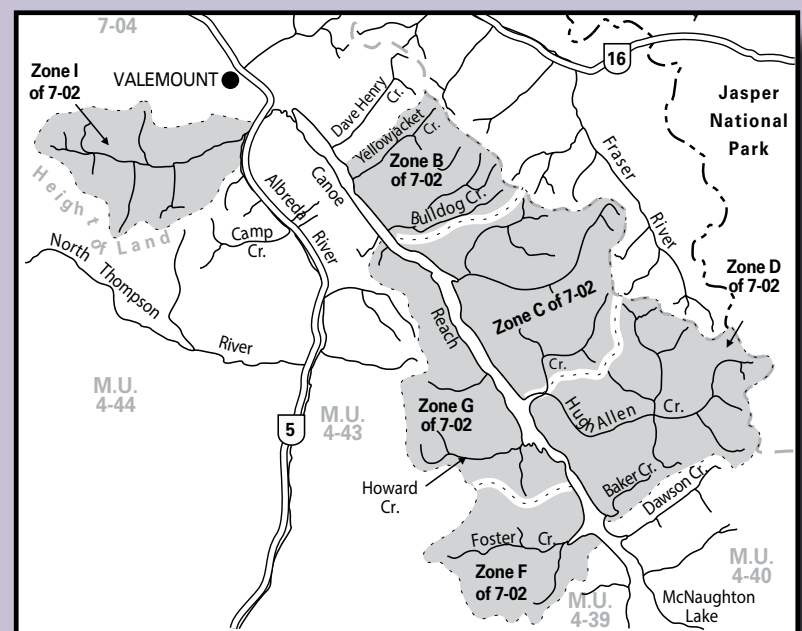 7-04
Zone I
of 7-02
VALEMOUNT
16
Jasper
National
Park
Dave Henry
Cr.
Yellowjacket
Cr.
Zone B
of 7-02
Bulldog Cr.
Fraser
River
Canoe
Reach
Albreda
River
Camp
Cr.
Height of Land
North Thompson
River
Zone D
of 7-02
Zone C of 7-02
Cr.
M.U.
4-44
M.U.
4-43
5
Zone G
of 7-02
Hugh Allen Cr.
Howard
Cr.
Baker Cr.
Dawson Cr.
Foster Cr.
Zone F
of 7-02
M.U.
4-40
M.U.
4-39
McNaughton
Lake